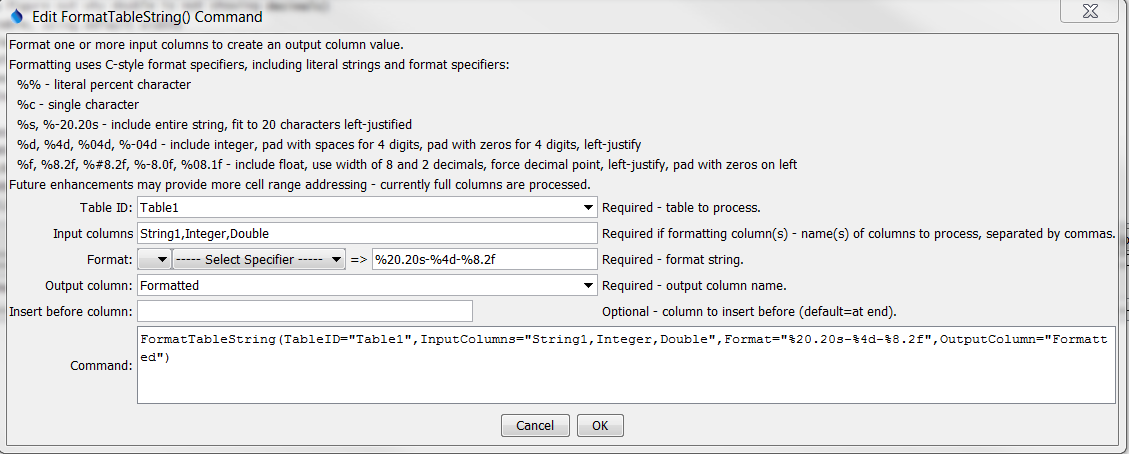 Edit FormatTableString() Command
Format one or more input columns to create an output column value.
Formatting uses C-style format specifiers, including literal strings and format specifiers:
%% - literal percent character
%c - single character
%s, %-20.20s - include entire string, fit to 20 characters left-justified
%d, %4d, %04d, %-04d - include integer, pad with spaces for 4 digits, pad with zeros for 4 digits, left-justify
%f, %8.2f, %#8.2f, %-8.0f, %08.1f - include float, use width of 8 and 2 decimals, force decimal point, left-justify, pad with zeros on left
Future enhancements may provide more cell range addressing - currently full columns are processed.
Table ID: Table1 Required - table to process.
Input columns String1,Integer,Double Required if formatting column(s) - name(s) of columns to process, separated by commas.
Format: ----- Select Specifier ----- => %20.20s-%4d-%8.2f Required - format string.
Output column: Formatted Required - output column name.
Insert before column: Optional - column to insert before (default=at end).
Command: FormatTableString(TableID="Table1",InputColumns="String1,Integer,Double",Format="%20.20s-%4d-%8.2f",OutputColumn="Formatt
ed")
Cancel OK